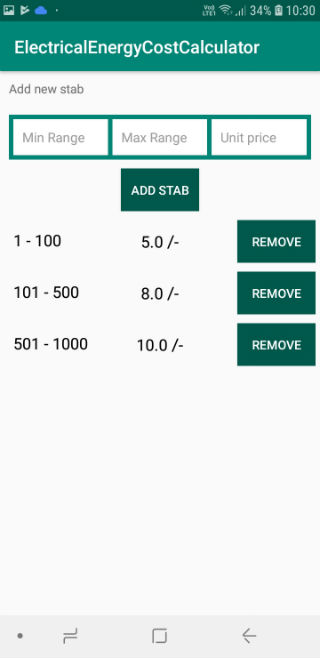 34% 10:30
ElectricalEnergyCostCalculator
Add new stab
Min Range Max Range Unit price
ADD STAB
1 - 100 5.0 /- REMOVE
101 - 500 8.0 /- REMOVE
501 - 1000 10.0 /- REMOVE